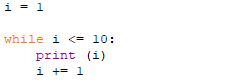 i = 1
while i <= 10:
    print (i)
    i += 1